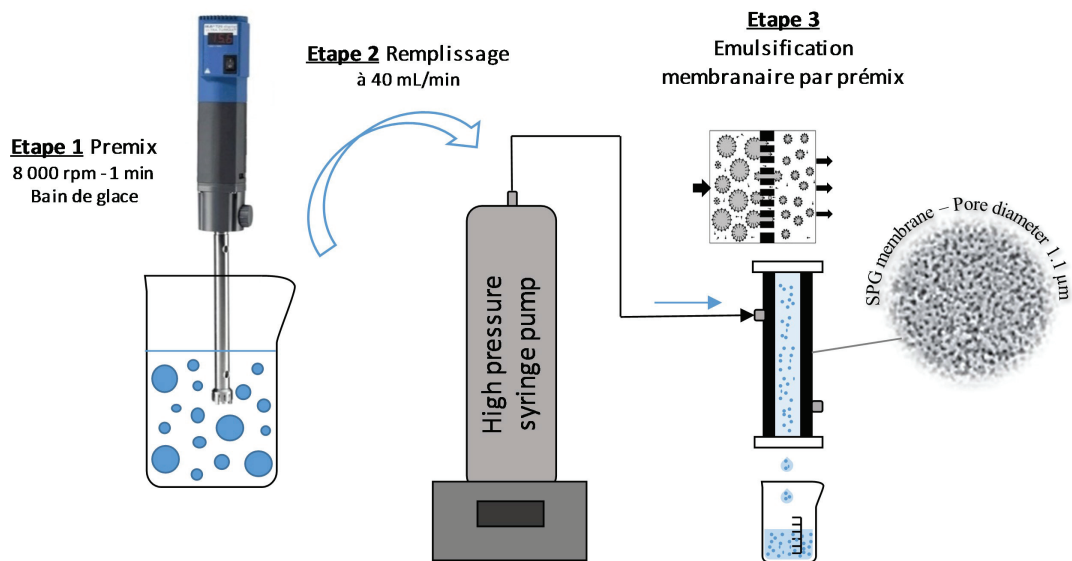 Etape 1 Premix
8 000 rpm - 1 min
Bain de glace
Etape 2 Remplissage
à 40 mL/min
Etape 3
Emulsification
membranaire par prémix
High pressure
syringe pump
SPG membrane – Pore diameter 1.1 µm